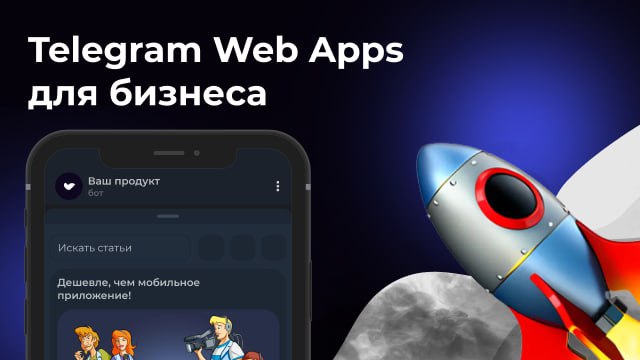 Telegram Web Apps
для бизнеса
Ваш продукт
бот
Искать статьи
Дешевле, чем мобильное
приложение!